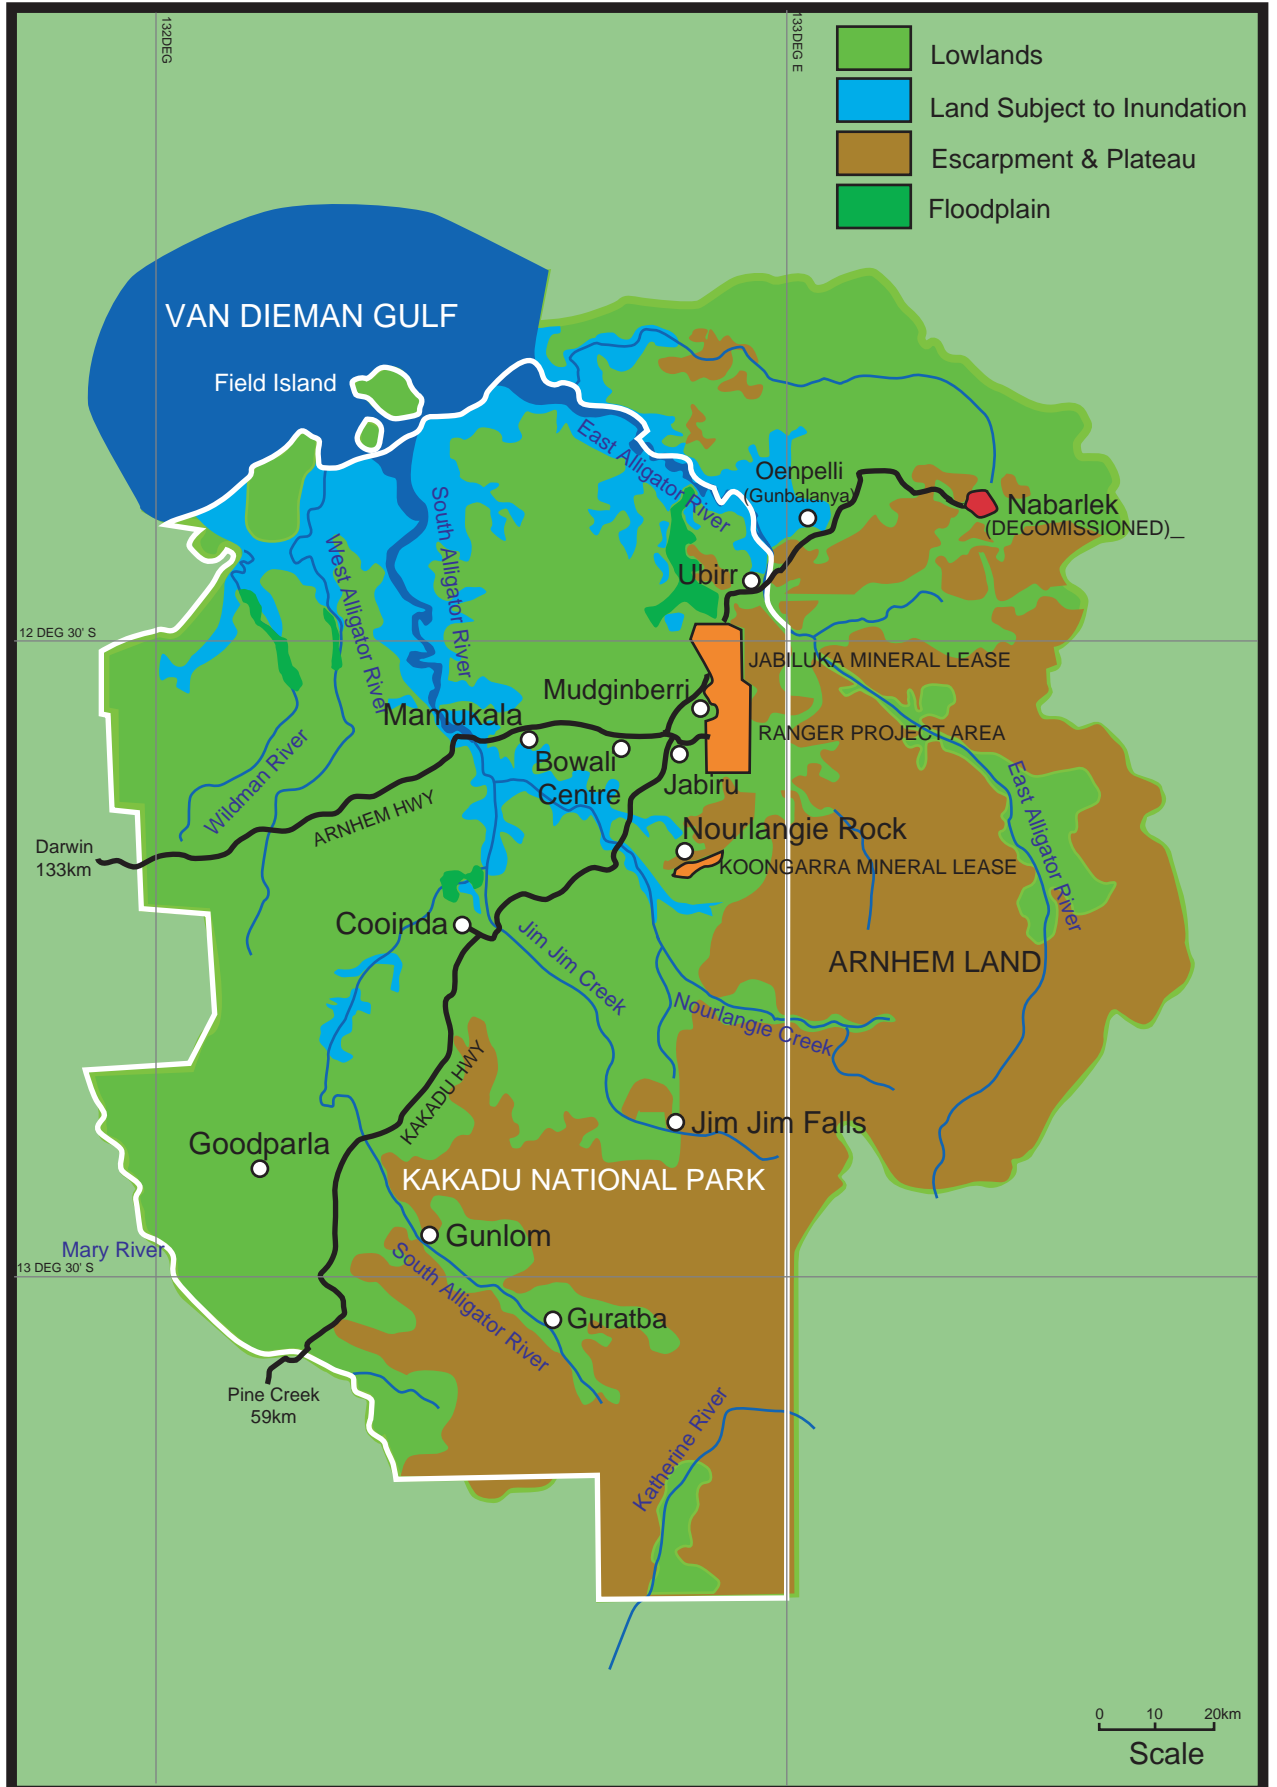 132DEG
133DEG E
Lowlands
Land Subject to Inundation
Escarpment & Plateau
Floodplain
VAN DIEMAN GULF
Field Island
East Alligator River
Oenpelli
(Gunbalanya)
Nabarlek
(DECOMISSIONED)_
South Alligator River
West Alligator River
Ubirr
12 DEG 30' S
JABILUKA MINERAL LEASE
Mudginberri
Mamukala
RANGER PROJECT AREA
Bowali
Centre
Jabiru
Wildman River
ARNHEM HWY
East Alligator River
Nourlangie Rock
Darwin
133km
KOONGARRA MINERAL LEASE
Cooinda
Jim Jim Creek
ARNHEM LAND
Nourlangie Creek
KAKADU HWY
Jim Jim Falls
Goodparla
KAKADU NATIONAL PARK
Gunlom
Mary River
13 DEG 30' S
South Alligator River
Guratba
Pine Creek
59km
Katherine River
0 10 20km
Scale